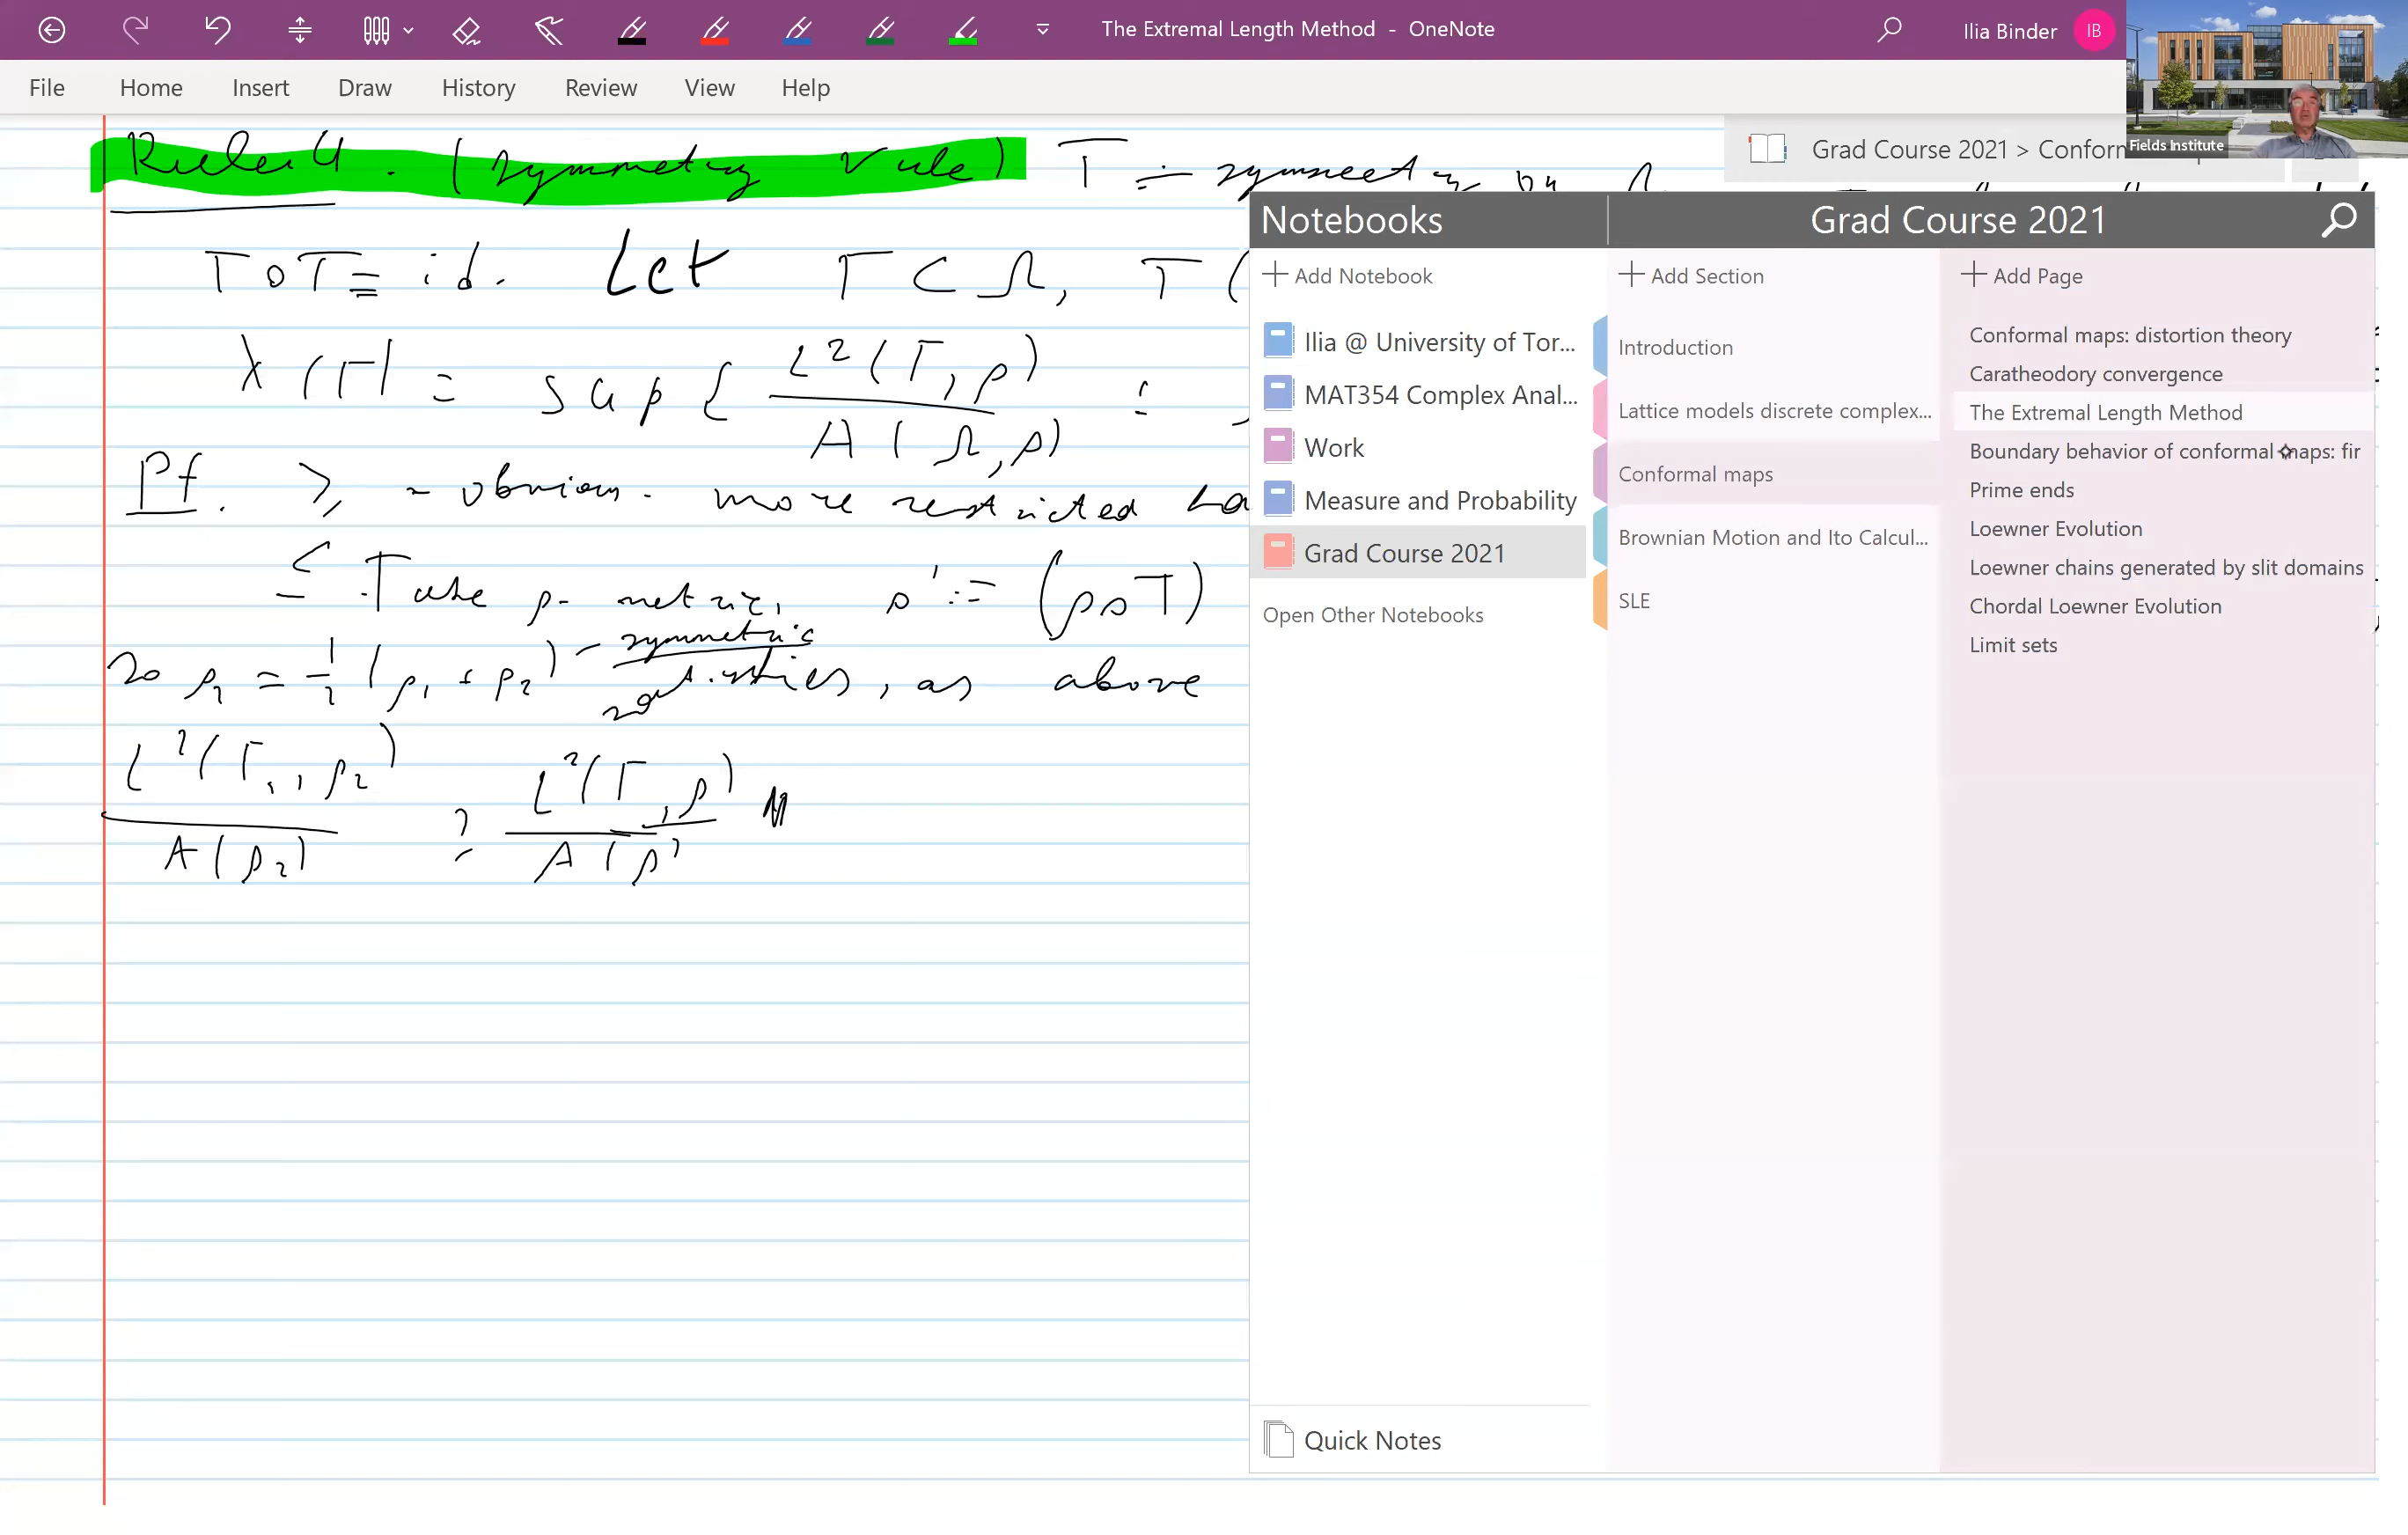 The Extremal Length Method - OneNote
Ilia Binder
IB
File Home Insert Draw History Review View Help
Fields Institute
Grad Course 2021 > Conform
Rule 4. (symmetry rule) T - symmetry
T∘T = id. Let Γ ⊂ Ω, T (
λ(Γ) = sup { L²(Γ, ρ) / A(Ω, ρ) :
Pf. ≥ - obvious. more restricted
≤ Take ρ - metric, ρ' := (ρ∘T)
so ρ₂ = 1/2 (ρ₁ + ρ₂) - symmetric
satisfies, as above
L²(Γ, ρ₂) / A(ρ₂) ≥ L²(Γ, ρ) / A(ρ)
Notebooks
Grad Course 2021
Add Notebook
Ilia @ University of Tor...
MAT354 Complex Anal...
Work
Measure and Probability
Grad Course 2021
Open Other Notebooks
Quick Notes
Add Section
Introduction
Lattice models discrete complex...
Conformal maps
Brownian Motion and Ito Calcul...
SLE
Add Page
Conformal maps: distortion theory
Caratheodory convergence
The Extremal Length Method
Boundary behavior of conformal maps: fir
Prime ends
Loewner Evolution
Loewner chains generated by slit domains
Chordal Loewner Evolution
Limit sets